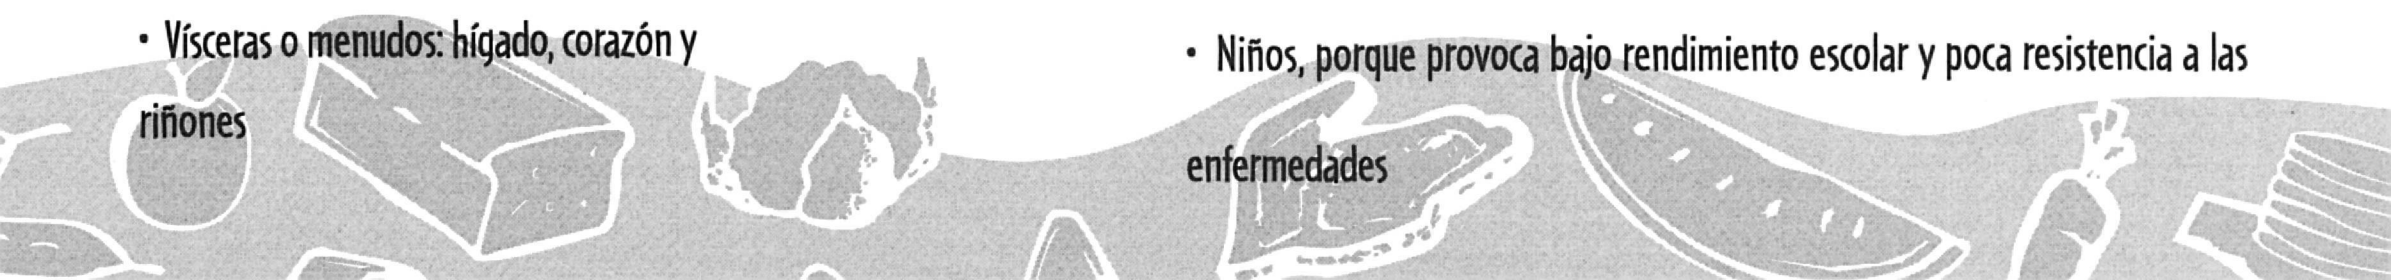 • Vísceras o menudos: hígado, corazón y
riñones
• Niños, porque provoca bajo rendimiento escolar y poca resistencia a las
enfermedades